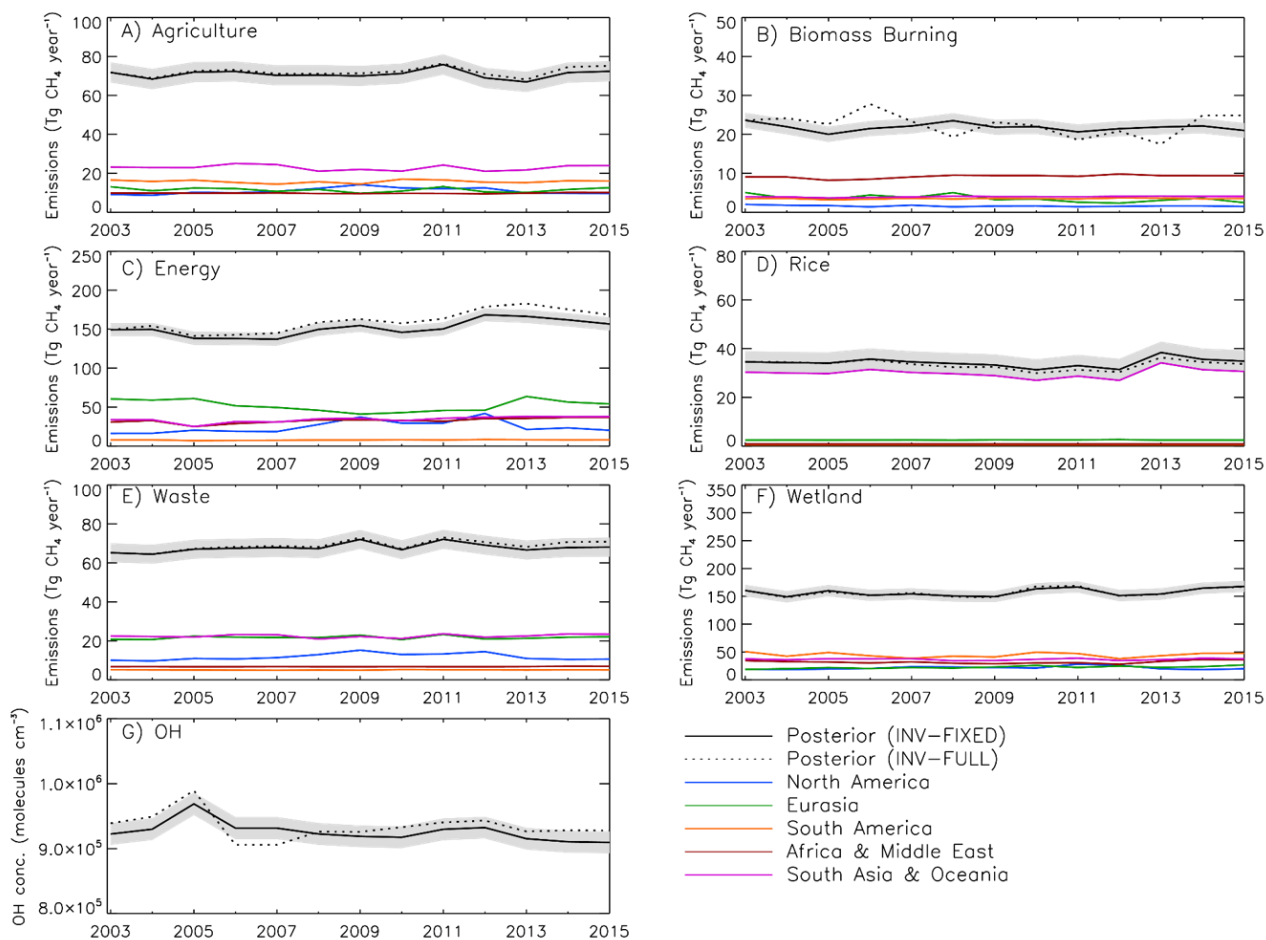 A) Agriculture
Emissions (Tg CH₄ year⁻¹)
100
80
60
40
20
0
2003 2005 2007 2009 2011 2013 2015
B) Biomass Burning
Emissions (Tg CH₄ year⁻¹)
50
40
30
20
10
0
2003 2005 2007 2009 2011 2013 2015
C) Energy
Emissions (Tg CH₄ year⁻¹)
250
200
150
100
50
0
2003 2005 2007 2009 2011 2013 2015
D) Rice
Emissions (Tg CH₄ year⁻¹)
80
60
40
20
0
2003 2005 2007 2009 2011 2013 2015
E) Waste
Emissions (Tg CH₄ year⁻¹)
100
80
60
40
20
0
2003 2005 2007 2009 2011 2013 2015
F) Wetland
Emissions (Tg CH₄ year⁻¹)
350
300
250
200
150
100
50
0
2003 2005 2007 2009 2011 2013 2015
G) OH
OH conc. (molecules cm⁻³)
1.1×10⁶
1.0×10⁶
9.0×10⁵
8.0×10⁵
2003 2005 2007 2009 2011 2013 2015
Posterior (INV-FIXED)
Posterior (INV-FULL)
North America
Eurasia
South America
Africa & Middle East
South Asia & Oceania